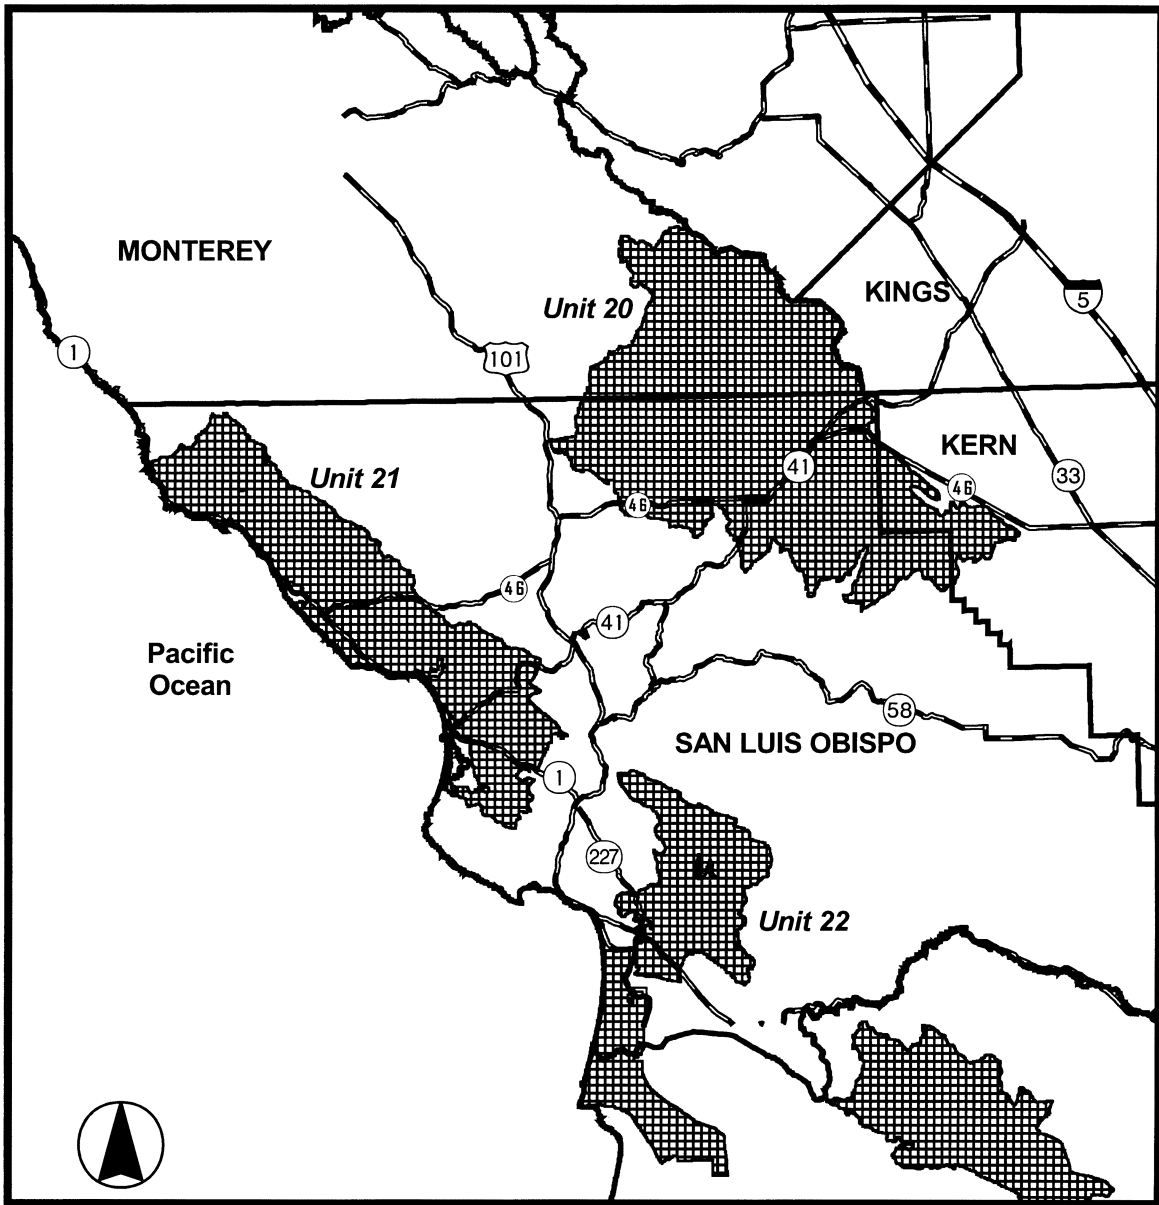 MONTEREY
KINGS
Unit 20
5
1
101
KERN
41
Unit 21
33
46
46
46
41
Pacific
Ocean
58
SAN LUIS OBISPO
1
227
Unit 22